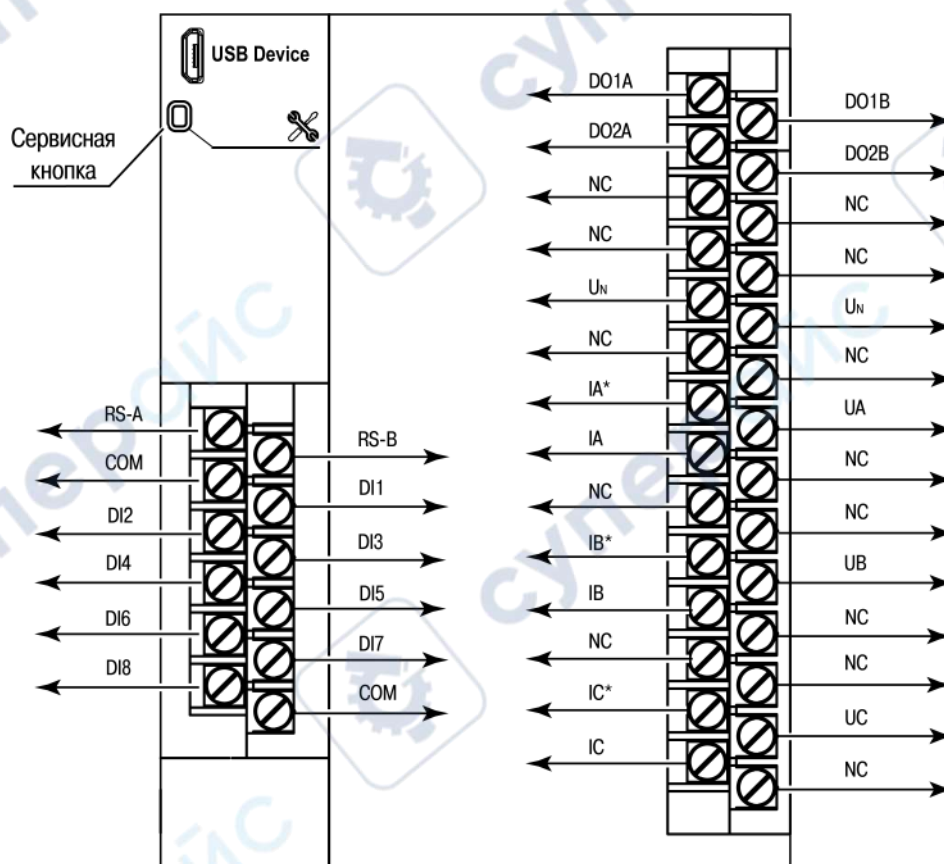 USB Device
Сервисная
кнопка
RS-A
COM
DI2
DI4
DI6
DI8
RS-B
DI1
DI3
DI5
DI7
COM
DO1A
DO2A
NC
NC
UN
NC
IA*
IA
NC
IB*
IB
NC
IC*
IC
DO1B
DO2B
NC
NC
UN
NC
UA
NC
NC
UB
NC
NC
UC
NC